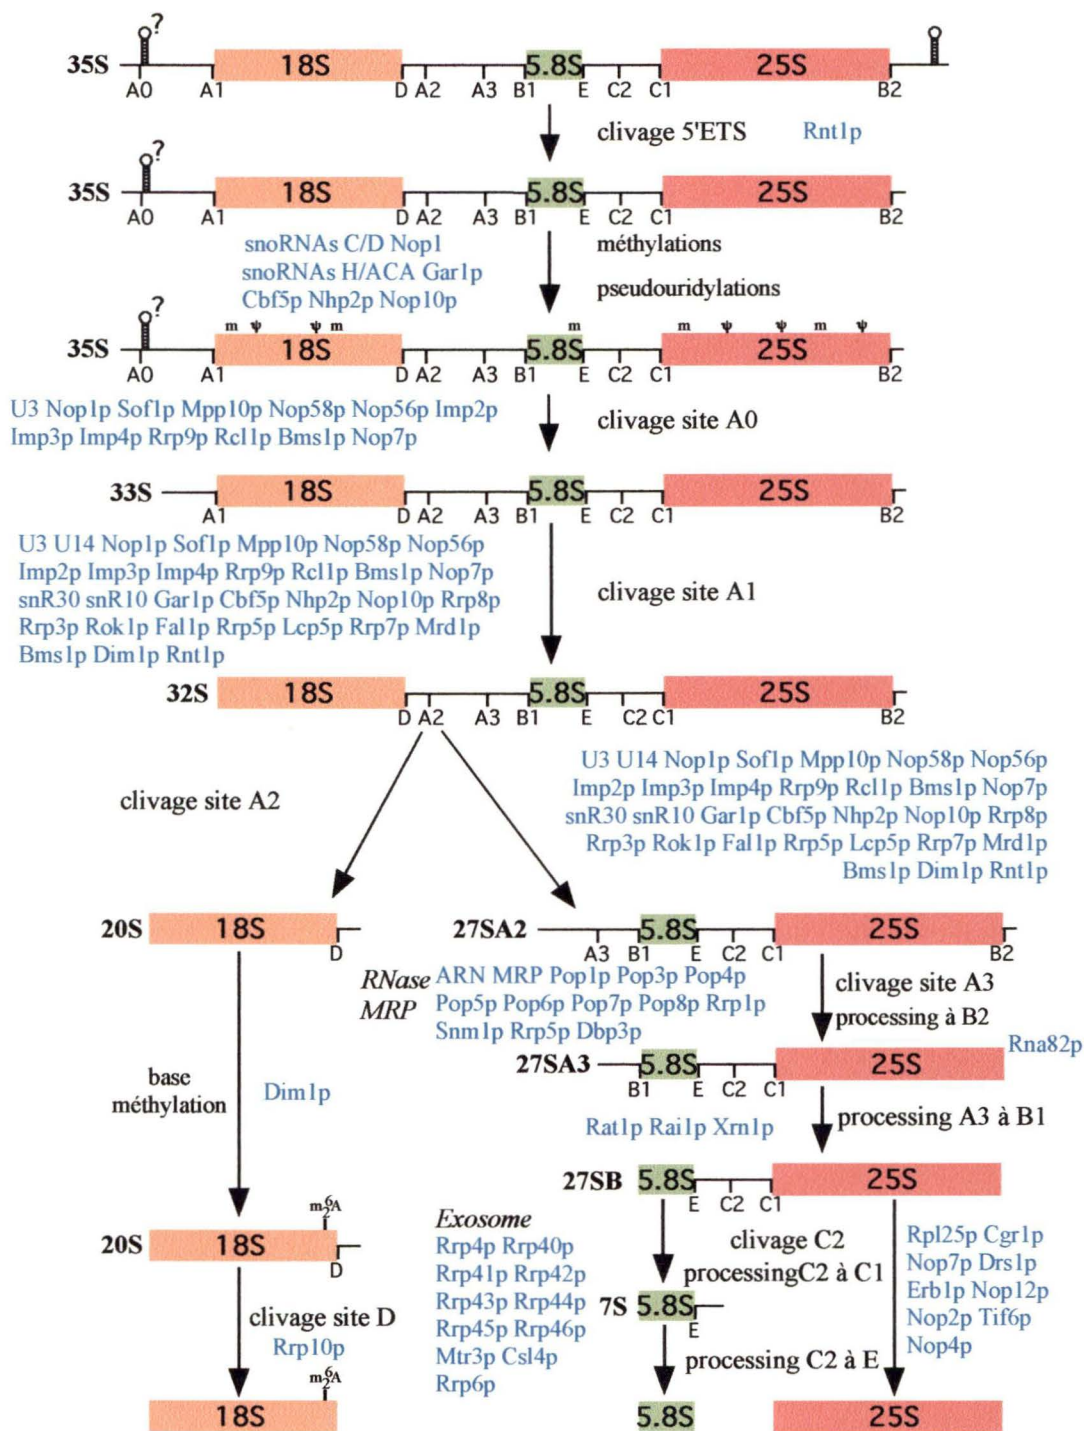 ?
35S 18S 5.8S 25S
A0 A1 D A2 A3 B1 E C2 C1 B2
clivage 5'ETS Rnt1p
?
35S 18S 5.8S 25S
A0 A1 D A2 A3 B1 E C2 C1 B2
snoRNAs C/D Nop1
snoRNAs H/ACA Gar1p
Cbf5p Nhp2p Nop10p
méthylations
pseudouridylations
?
m ψ ψ m m m ψ ψ m ψ
35S 18S 5.8S 25S
A0 A1 D A2 A3 B1 E C2 C1 B2
U3 Nop1p Sof1p Mpp10p Nop58p Nop56p Imp2p
Imp3p Imp4p Rrp9p Rcl1p Bms1p Nop7p
clivage site A0
33S 18S 5.8S 25S
A1 D A2 A3 B1 E C2 C1 B2
U3 U14 Nop1p Sof1p Mpp10p Nop58p Nop56p
Imp2p Imp3p Imp4p Rrp9p Rcl1p Bms1p Nop7p
snR30 snR10 Gar1p Cbf5p Nhp2p Nop10p Rrp8p
Rrp3p Rok1p Fal1p Rrp5p Lcp5p Rrp7p Mrd1p
Bms1p Dim1p Rnt1p
clivage site A1
32S 18S 5.8S 25S
D A2 A3 B1 E C2 C1 B2
clivage site A2
U3 U14 Nop1p Sof1p Mpp10p Nop58p Nop56p
Imp2p Imp3p Imp4p Rrp9p Rcl1p Bms1p Nop7p
snR30 snR10 Gar1p Cbf5p Nhp2p Nop10p Rrp8p
Rrp3p Rok1p Fal1p Rrp5p Lcp5p Rrp7p Mrd1p
Bms1p Dim1p Rnt1p
20S 18S
D
27SA2 5.8S 25S
A3 B1 E C2 C1 B2
RNase
MRP
ARN MRP Pop1p Pop3p Pop4p
Pop5p Pop6p Pop7p Pop8p Rrp1p
Snm1p Rrp5p Dbp3p
clivage site A3
processing à B2
Rna82p
27SA3 5.8S 25S
B1 E C2 C1
base
méthylation
Dim1p
Rat1p Rai1p Xrn1p
processing A3 à B1
27SB 5.8S 25S
E C2 C1
m₂⁶A
20S 18S
D
Exosome
Rrp4p Rrp40p
Rrp41p Rrp42p
Rrp43p Rrp44p
Rrp45p Rrp46p
Mtr3p Csl4p
Rrp6p
clivage C2
processingC2 à C1
Rpl25p Cgr1p
Nop7p Drs1p
Erb1p Nop12p
Nop2p Tif6p
Nop4p
7S 5.8S
E
clivage site D
Rrp10p
processing C2 à E
m₂⁶A
18S
5.8S 25S